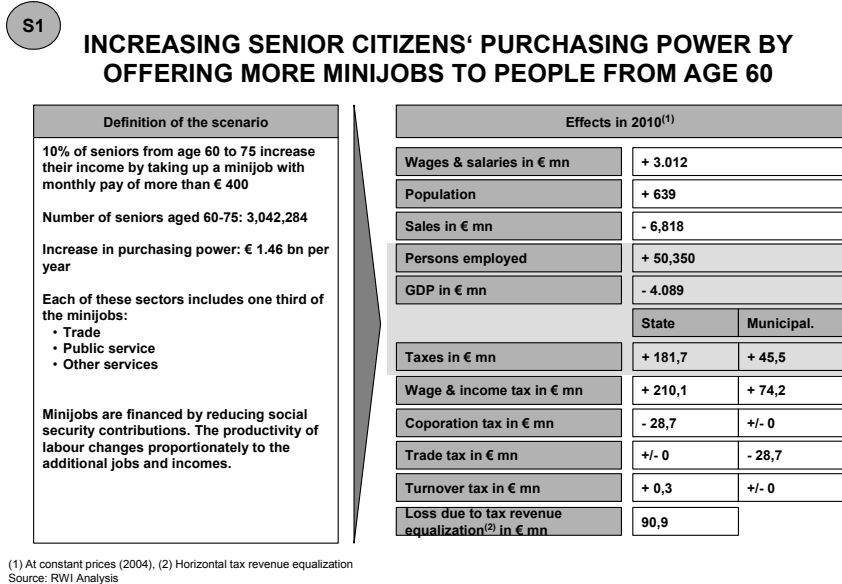 S1
INCREASING SENIOR CITIZENS‘ PURCHASING POWER BY
OFFERING MORE MINIJOBS TO PEOPLE FROM AGE 60
Definition of the scenario
10% of seniors from age 60 to 75 increase
their income by taking up a minijob with
monthly pay of more than € 400
Number of seniors aged 60-75: 3,042,284
Increase in purchasing power: € 1.46 bn per
year
Each of these sectors includes one third of
the minijobs:
• Trade
• Public service
• Other services
Minijobs are financed by reducing social
security contributions. The productivity of
labour changes proportionately to the
additional jobs and incomes.
Effects in 2010(1)
Wages & salaries in € mn + 3.012
Population + 639
Sales in € mn - 6,818
Persons employed + 50,350
GDP in € mn - 4.089
State Municipal.
Taxes in € mn + 181,7 + 45,5
Wage & income tax in € mn + 210,1 + 74,2
Coporation tax in € mn - 28,7 +/- 0
Trade tax in € mn +/- 0 - 28,7
Turnover tax in € mn + 0,3 +/- 0
Loss due to tax revenue
equalization(2) in € mn 90,9
(1) At constant prices (2004), (2) Horizontal tax revenue equalization
Source: RWI Analysis